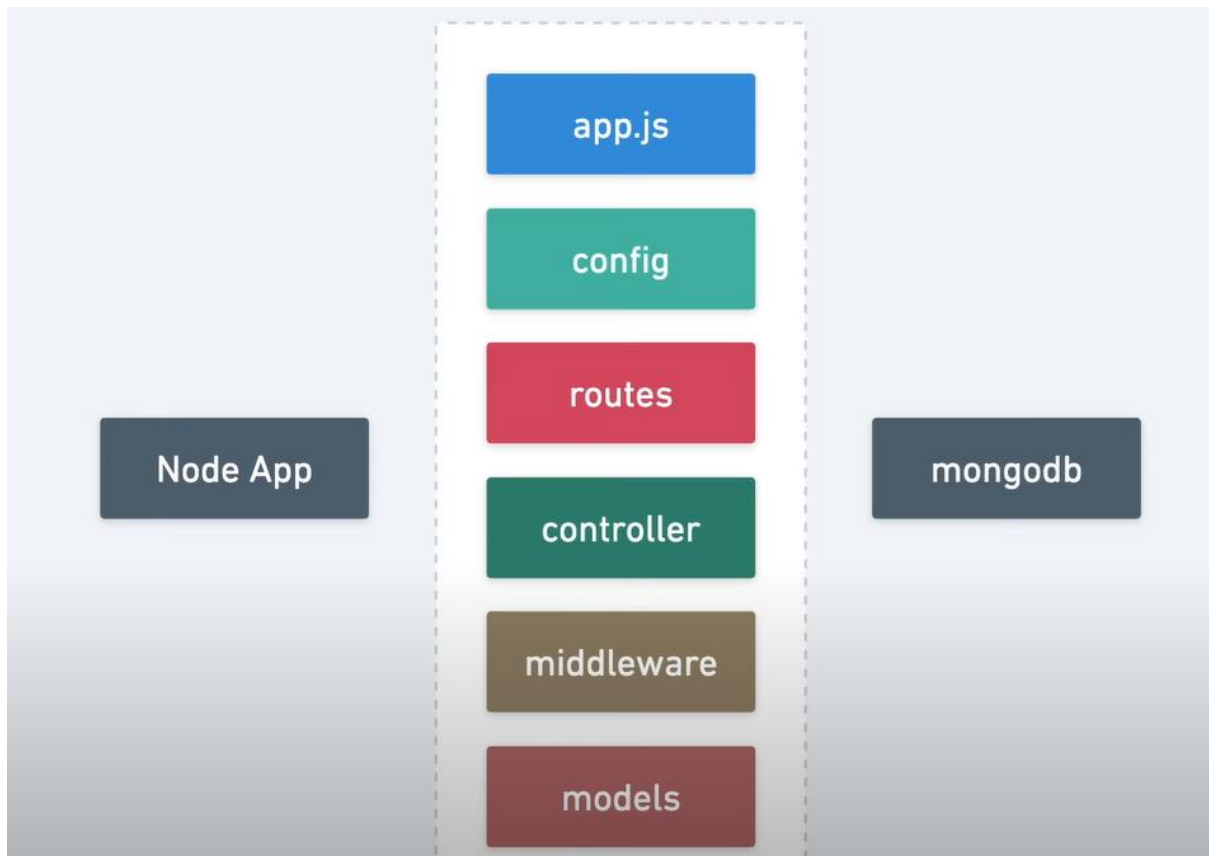 app.js
config
routes
Node App
mongodb
controller
middleware
models